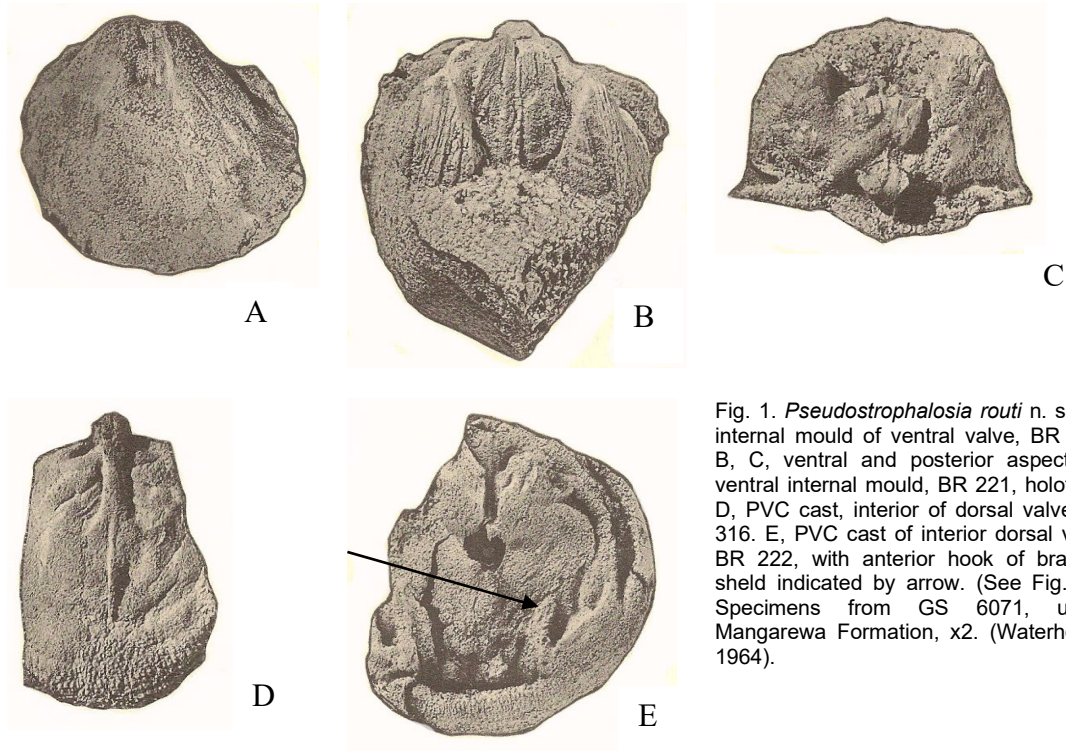 A
B
C
D
E
Fig. 1. Pseudostrophalosia routi n. s
internal mould of ventral valve, BR
B, C, ventral and posterior aspect
ventral internal mould, BR 221, holot
D, PVC cast, interior of dorsal valve
316. E, PVC cast of interior dorsal v
BR 222, with anterior hook of bra
sheld indicated by arrow. (See Fig.
Specimens from GS 6071, u
Mangarewa Formation, x2. (Waterho
1964).